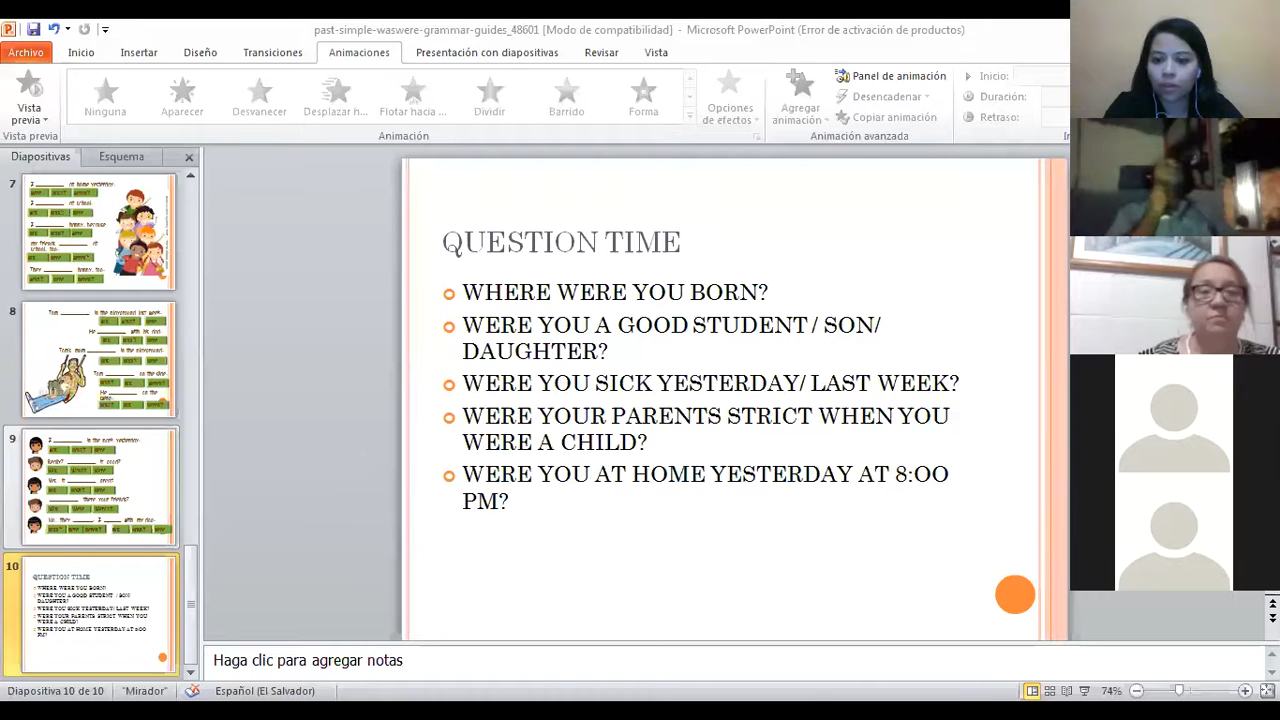 past-simple-waswere-grammar-guides_48601 [Modo de compatibilidad] - Microsoft PowerPoint (Error de activación de productos)
Archivo Inicio Insertar Diseño Transiciones Animaciones Presentación con diapositivas Revisar Vista
Vista previa
Ninguna Aparecer Desvanecer Desplazar h... Flotar hacia ... Dividir Barrido Forma
Opciones de efectos
Agregar animación
Panel de animación
Desencadenar
Copiar animación
Inicio:
Duración:
Retraso:
Vista previa Animación Animación avanzada
Diapositivas Esquema
7
8
9
10
QUESTION TIME
WHERE WERE YOU BORN?
WERE YOU A GOOD STUDENT / SON/
DAUGHTER?
WERE YOU SICK YESTERDAY/ LAST WEEK?
WERE YOUR PARENTS STRICT WHEN YOU
WERE A CHILD?
WERE YOU AT HOME YESTERDAY AT 8:OO
PM?
Haga clic para agregar notas
Diapositiva 10 de 10 "Mirador" Español (El Salvador) 74%